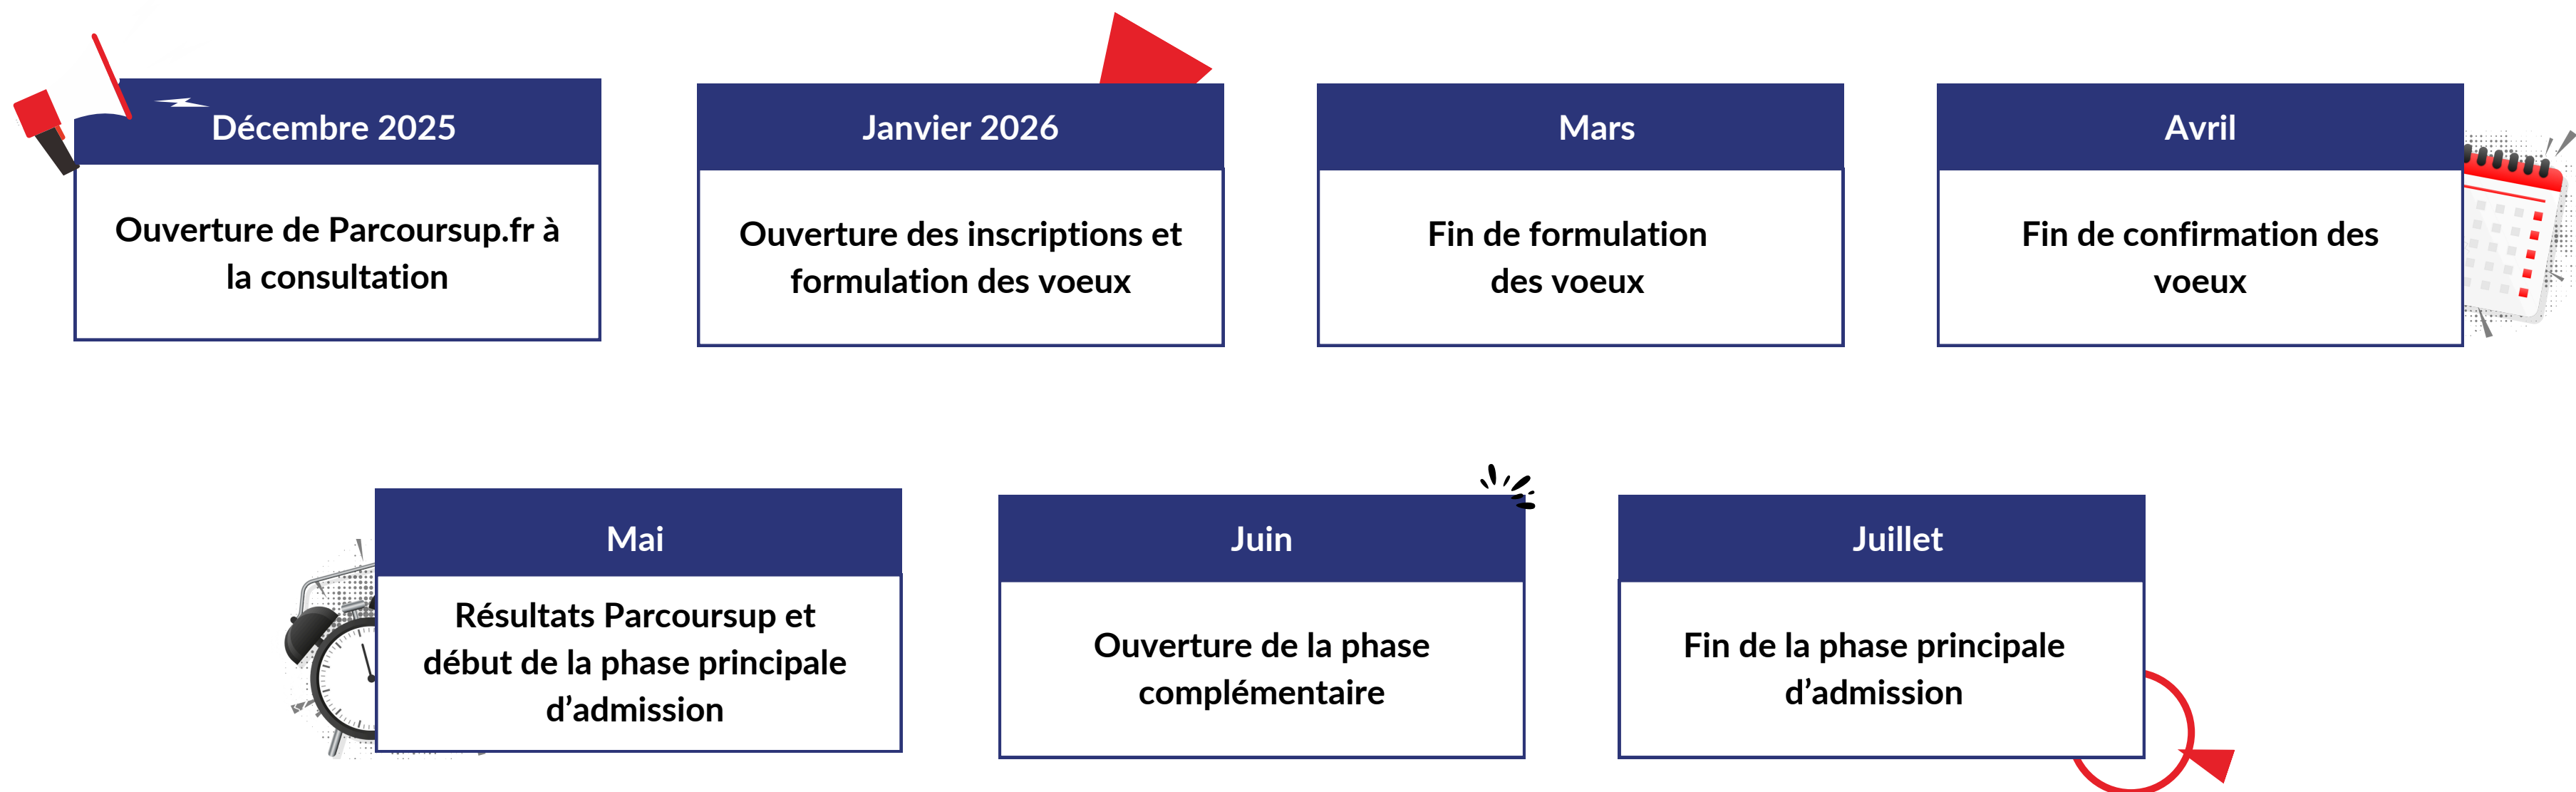 Décembre 2025
Ouverture de Parcoursup.fr à
la consultation
Janvier 2026
Ouverture des inscriptions et
formulation des voeux
Mars
Fin de formulation
des voeux
Avril
Fin de confirmation des
voeux
Mai
Résultats Parcoursup et
début de la phase principale
d’admission
Juin
Ouverture de la phase
complémentaire
Juillet
Fin de la phase principale
d’admission